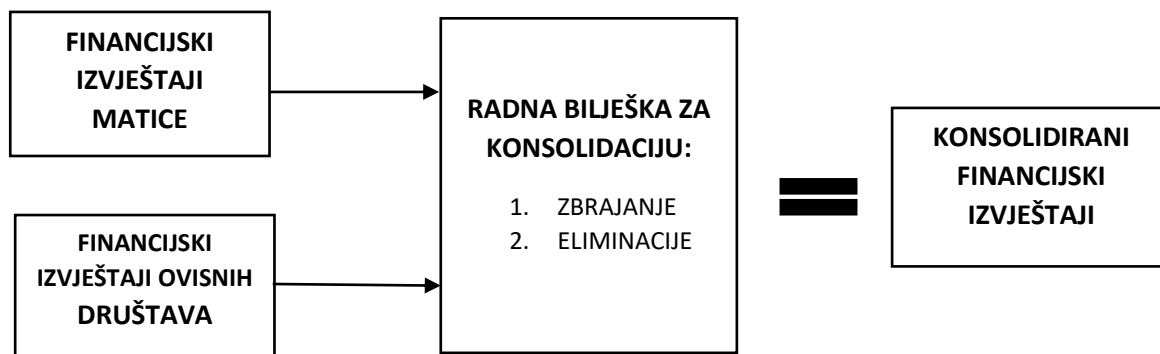 FINANCIJSKI
IZVJEŠTAJI
MATICE
FINANCIJSKI
IZVJEŠTAJI OVISNIH
DRUŠTAVA
RADNA BILJEŠKA ZA
KONSOLIDACIJU:
1. ZBRAJANJE
2. ELIMINACIJE
KONSOLIDIRANI
FINANCIJSKI
IZVJEŠTAJI